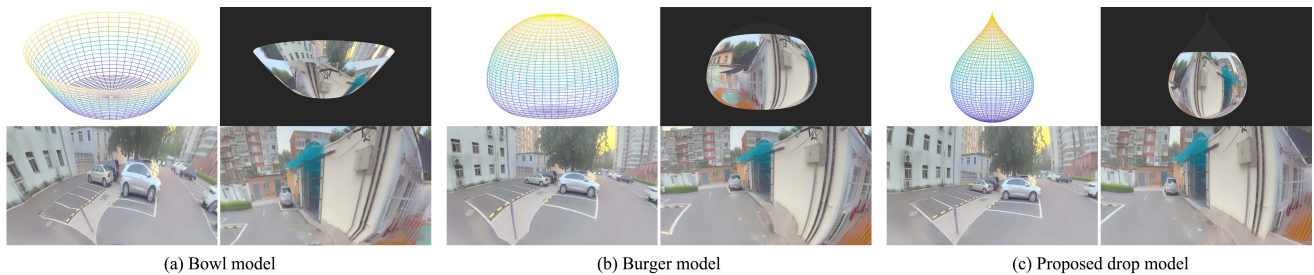 (a) Bowl model
(b) Burger model
(c) Proposed drop model